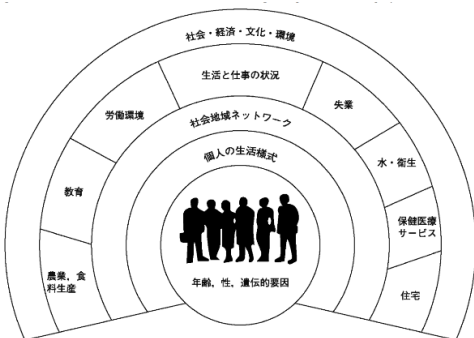 社会・経済・文化・環境
生活と仕事の状況
労働環境
失業
社会地域ネットワーク
個人の生活様式
教育
水・衛生
保健医療
サービス
農業，食
料生産
住宅
年齢，性，遺伝的要因